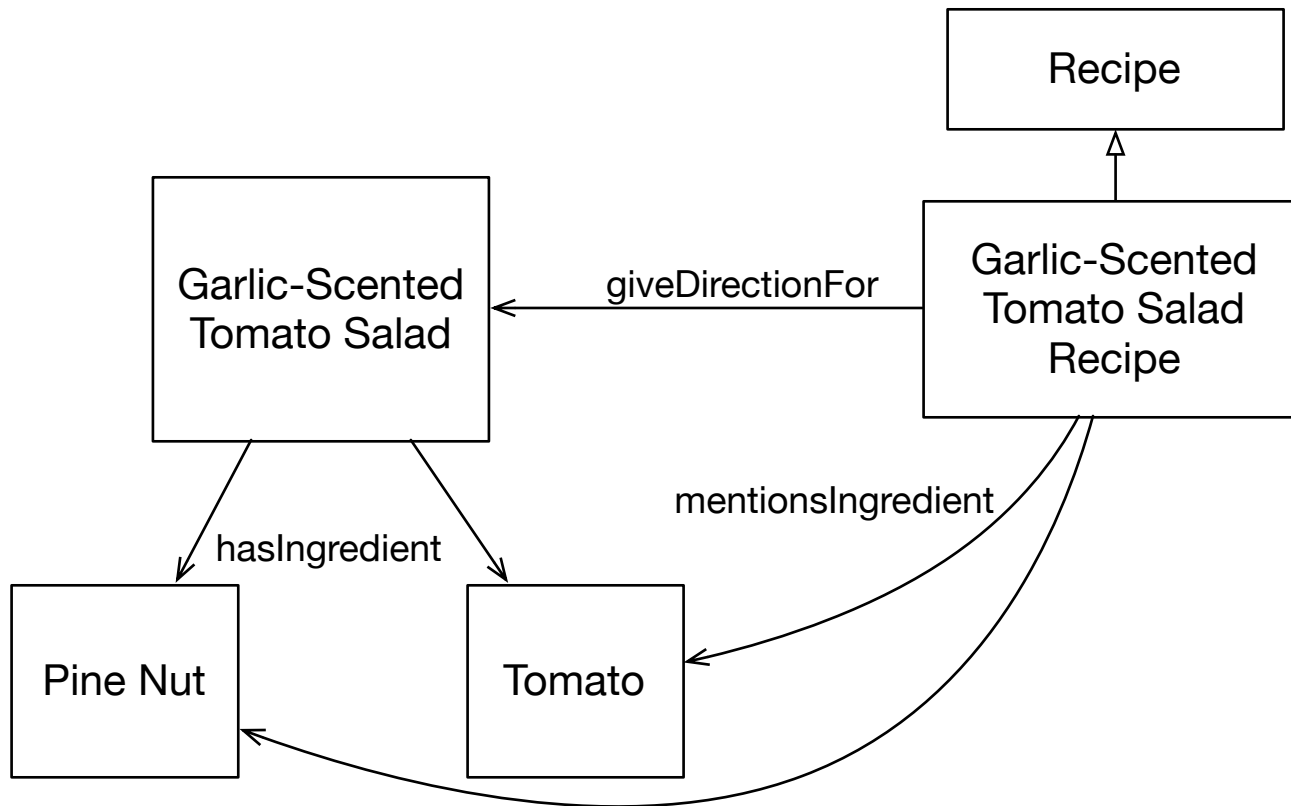 Recipe
Garlic-Scented
Tomato Salad
giveDirectionFor
Garlic-Scented
Tomato Salad
Recipe
mentionsIngredient
hasIngredient
Pine Nut
Tomato